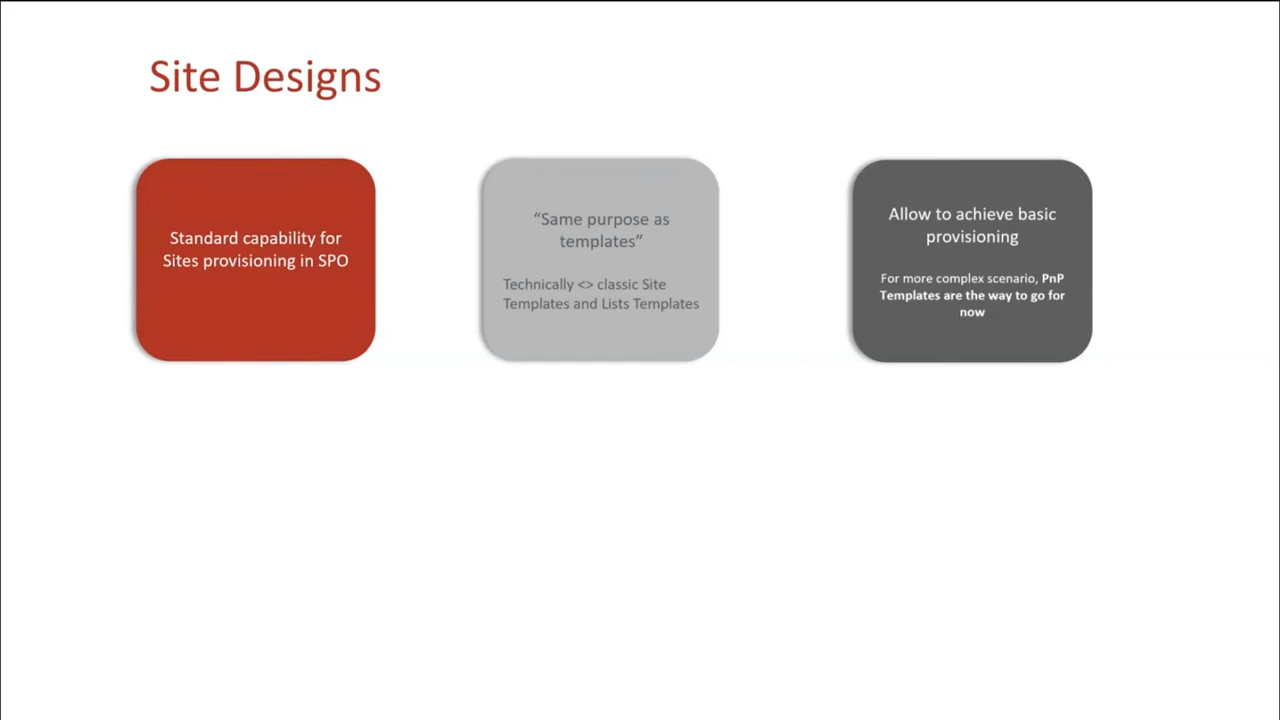 Site Designs
Standard capability for
Sites provisioning in SPO
“Same purpose as
templates”
Technically <> classic Site
Templates and Lists Templates
Allow to achieve basic
provisioning
For more complex scenario, PnP
Templates are the way to go for
now